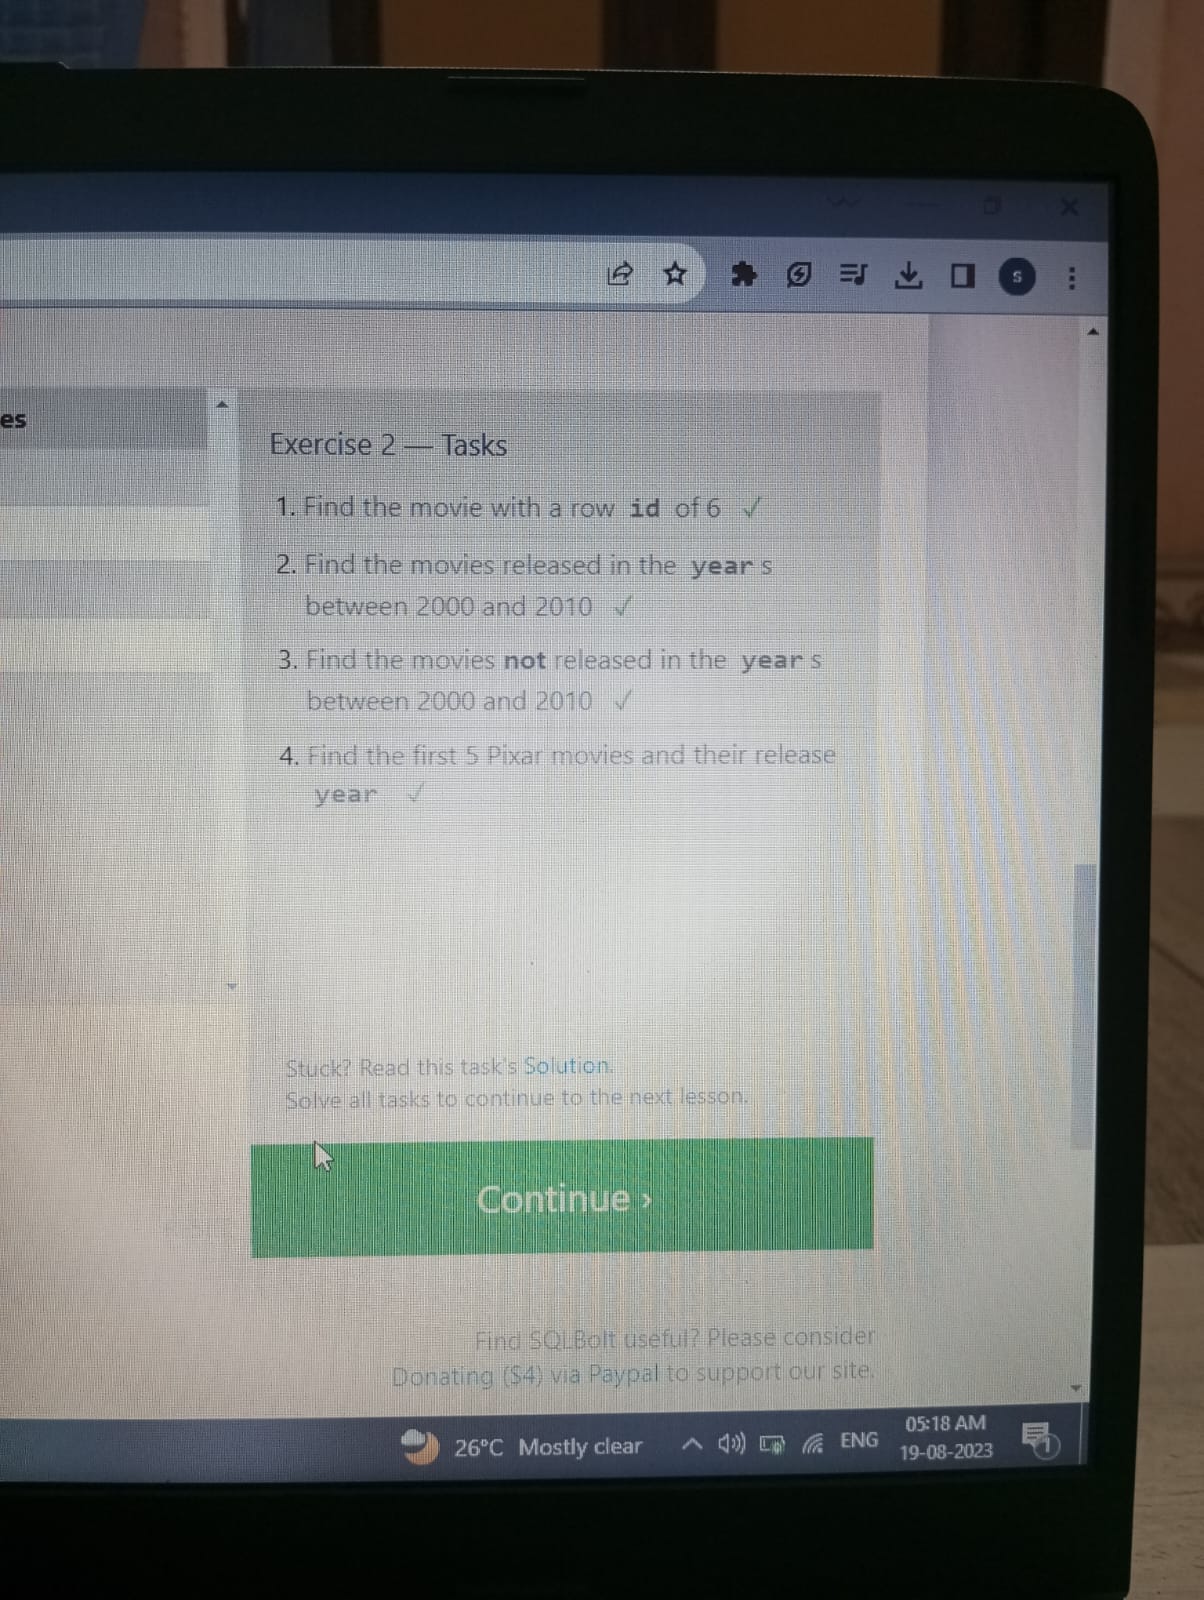 S
es
Exercise 2 — Tasks
1. Find the movie with a row id of 6 ✓
2. Find the movies released in the year s
between 2000 and 2010 ✓
3. Find the movies not released in the year s
between 2000 and 2010 ✓
4. Find the first 5 Pixar movies and their release
year ✓
Stuck? Read this task's Solution.
Solve all tasks to continue to the next lesson.
Continue ›
Find SQLBolt useful? Please consider
Donating ($4) via Paypal to support our site.
26°C Mostly clear
ENG
05:18 AM
19-08-2023
1